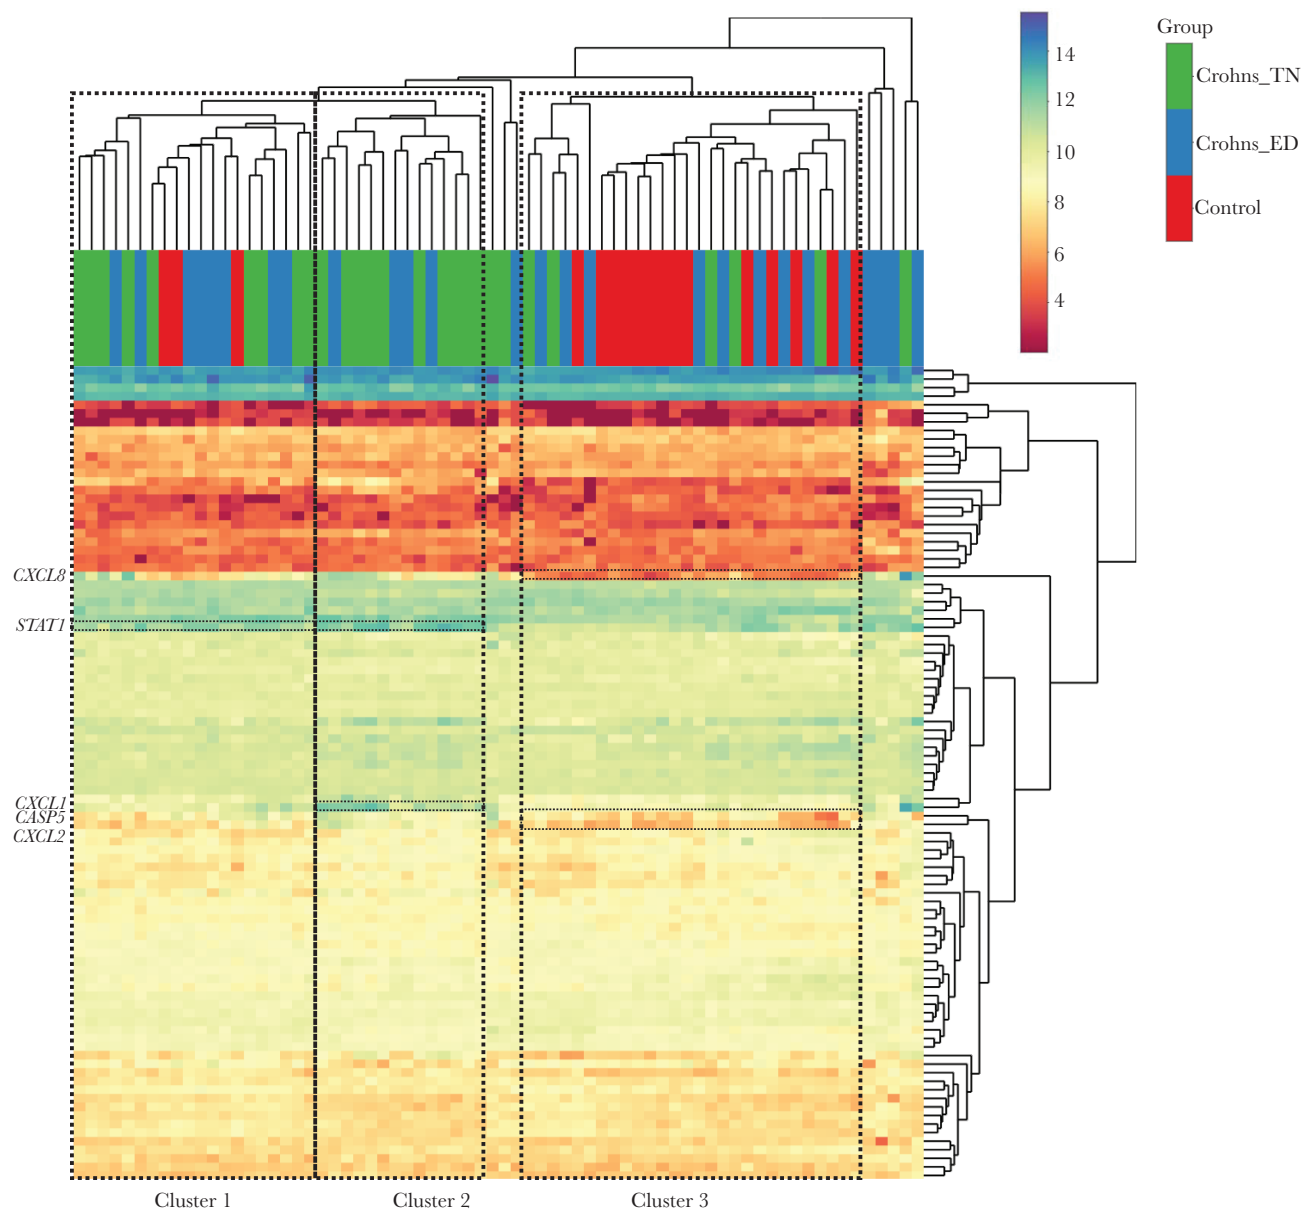 Group
Crohns_TN
Crohns_ED
Control
14
12
10
8
6
4
CXCL8
STAT1
CXCL1
CASP5
CXCL2
Cluster 1
Cluster 2
Cluster 3